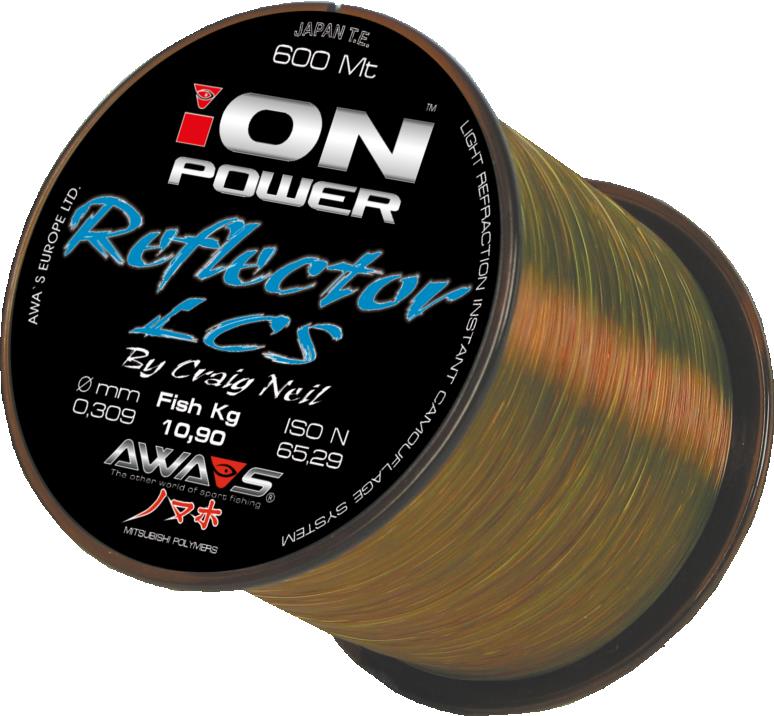 JAPAN T.E.
600 Mt
iON™
POWER
Reflector
LCS
By Craig Neil
Ø mm
0,309
Fish Kg
10,90
ISO N
65,29
AWA'S®
The other world of sport fishing
ノマホ
MITSUBISHI POLYMERS
AWA`S EUROPE LTD.
LIGHT REFRACTION INSTANT CAMOUFLAGE SYSTEM